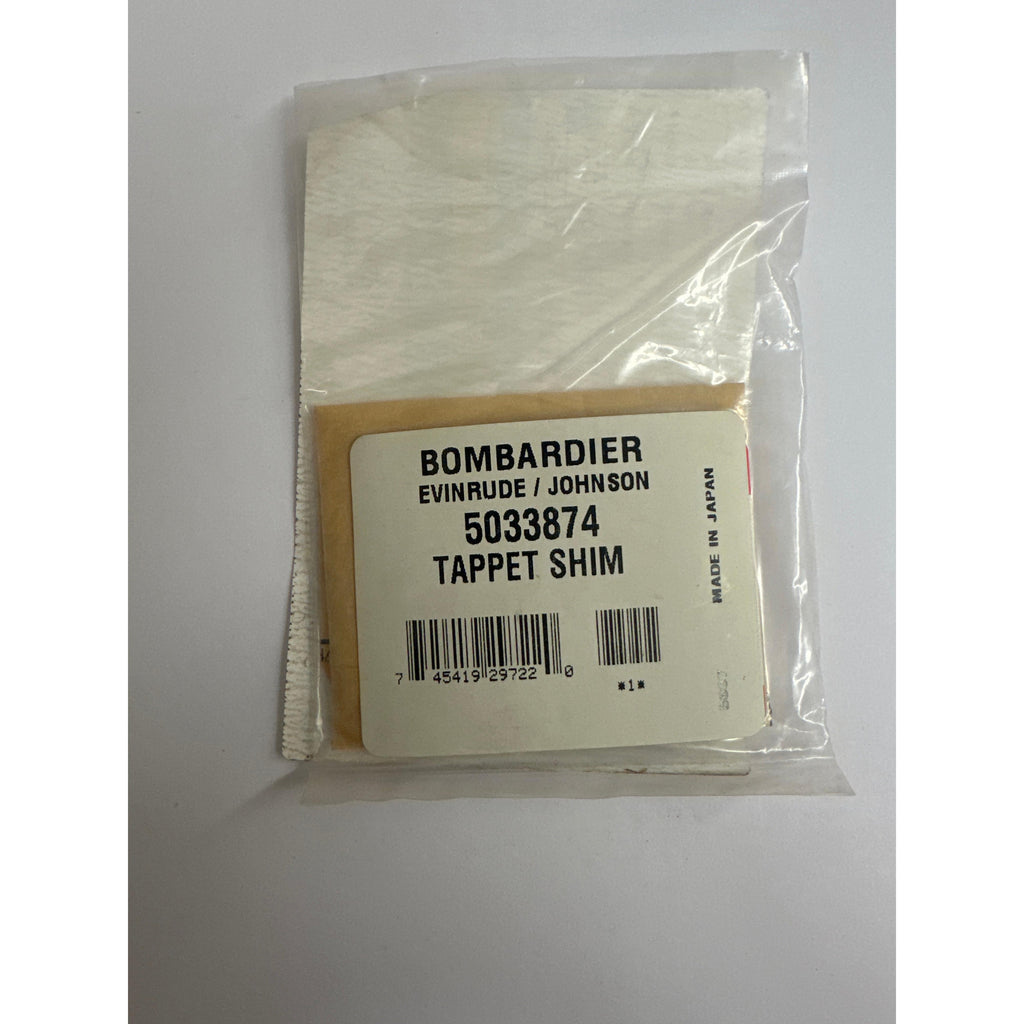 BOMBARDIER
EVINRUDE / JOHNSON
5033874
TAPPET SHIM
7 45419 29722 0
*1*
MADE IN JAPAN